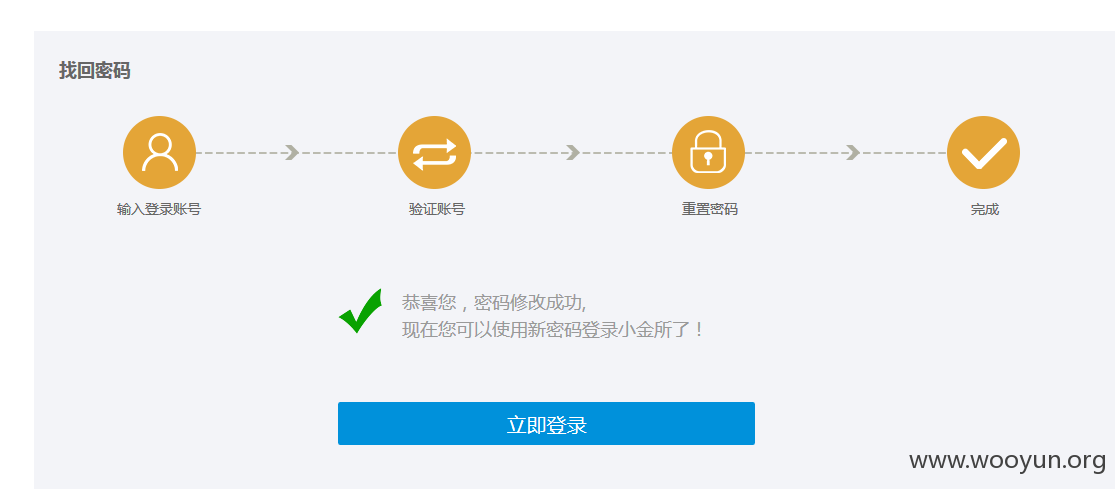 找回密码
输入登录账号
验证账号
重置密码
完成
恭喜您，密码修改成功,
现在您可以使用新密码登录小金所了！
立即登录
www.wooyun.org